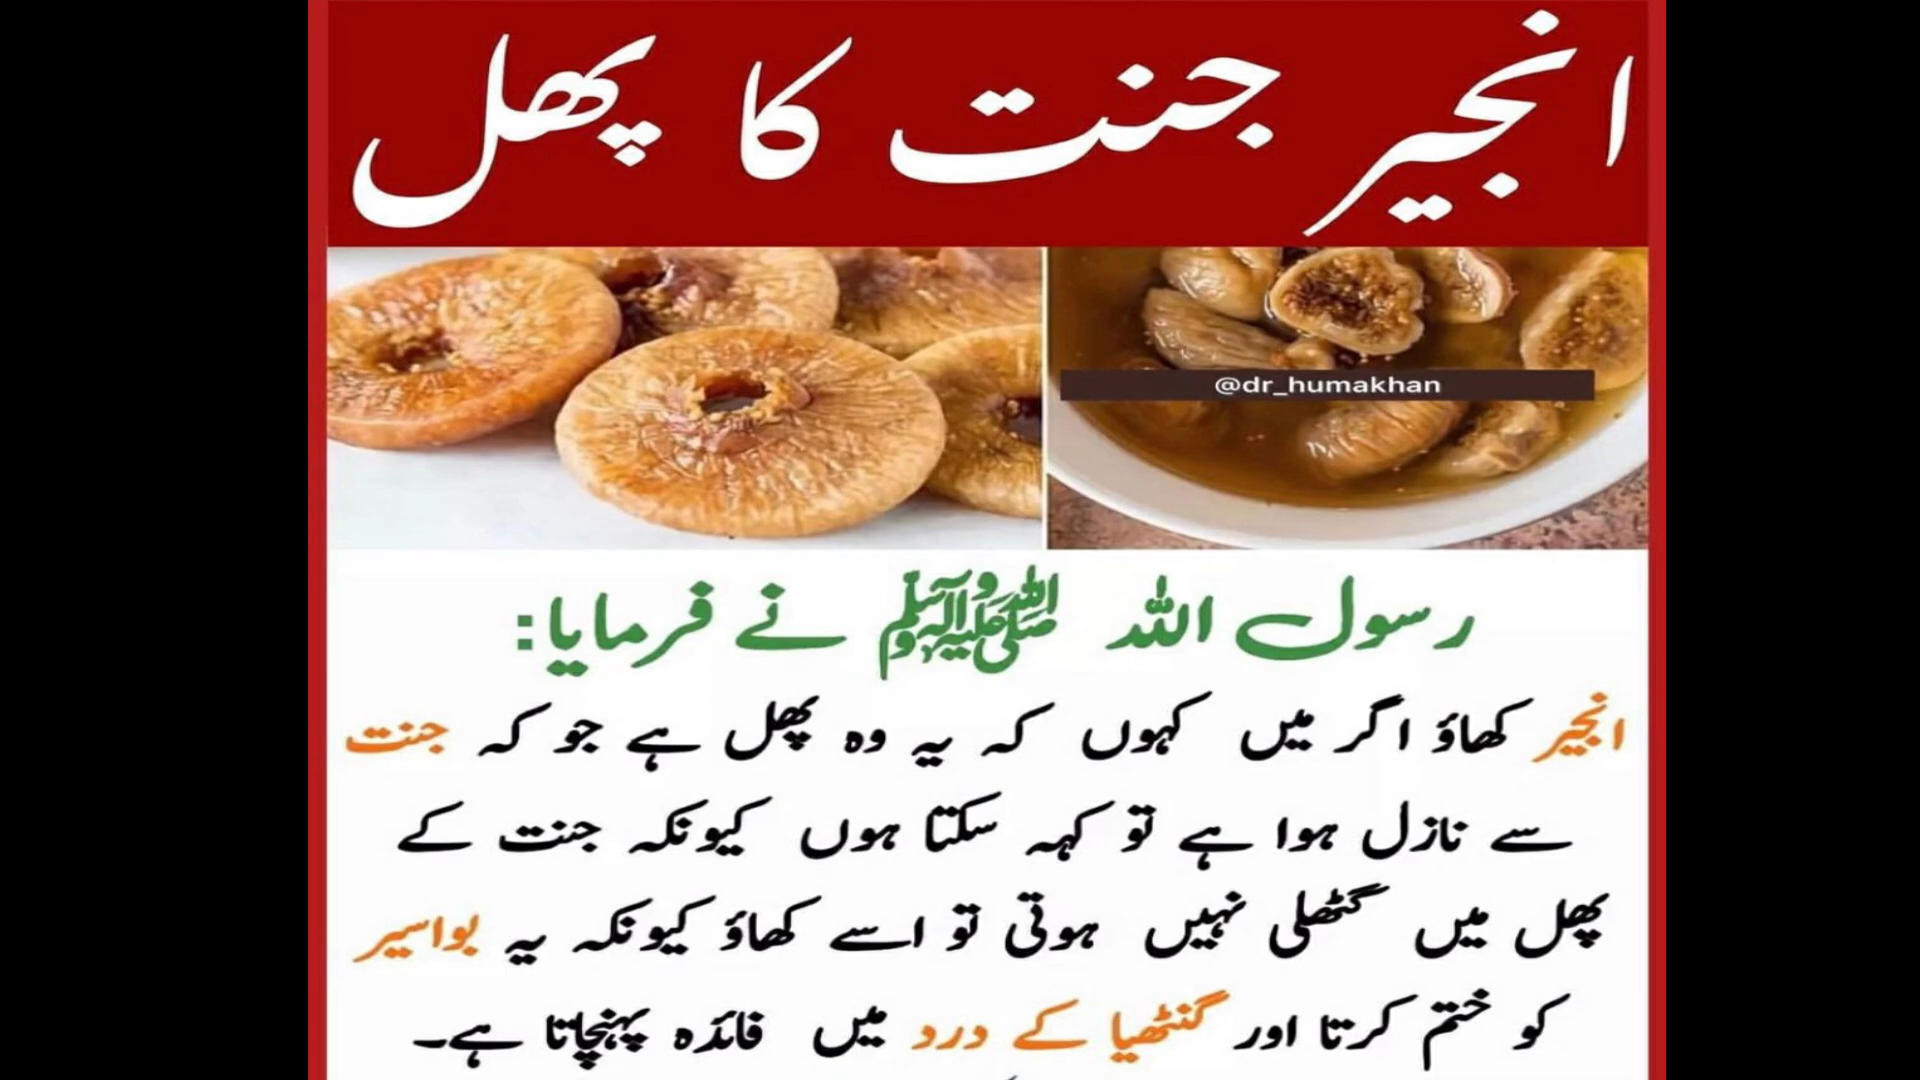 انجیر جنت کا پھل
@dr_humakhan
رسول اللہ ﷺ نے فرمایا:
انجیر کھاؤ اگر میں کہوں کہ یہ وہ پھل ہے جو کہ جنت
سے نازل ہوا ہے تو کہہ سکتا ہوں کیونکہ جنت کے
پھل میں گٹھلی نہیں ہوتی تو اسے کھاؤ کیونکہ یہ بواسیر
کو ختم کرتا اور گنٹھیا کے درد میں فائدہ پہنچاتا ہے۔